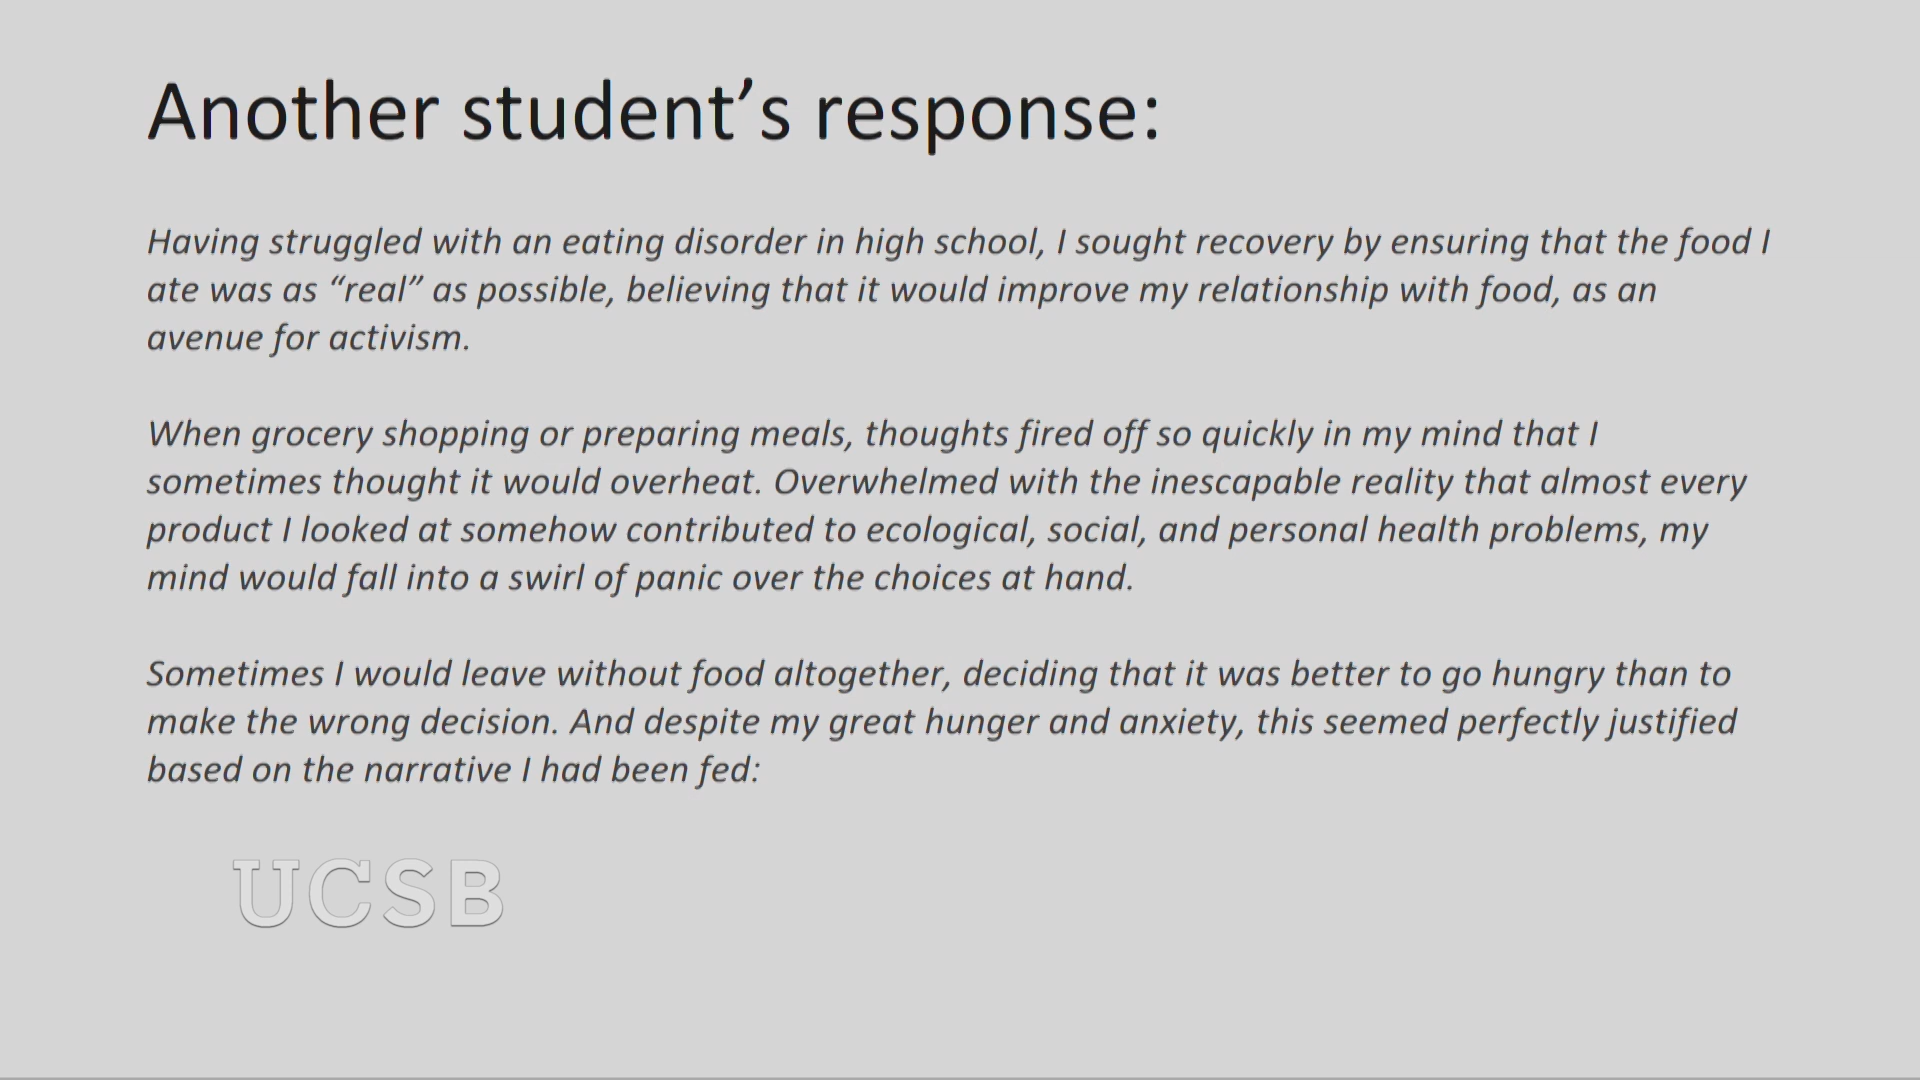 Another student’s response:
Having struggled with an eating disorder in high school, I sought recovery by ensuring that the food I
ate was as “real” as possible, believing that it would improve my relationship with food, as an
avenue for activism.
When grocery shopping or preparing meals, thoughts fired off so quickly in my mind that I
sometimes thought it would overheat. Overwhelmed with the inescapable reality that almost every
product I looked at somehow contributed to ecological, social, and personal health problems, my
mind would fall into a swirl of panic over the choices at hand.
Sometimes I would leave without food altogether, deciding that it was better to go hungry than to
make the wrong decision. And despite my great hunger and anxiety, this seemed perfectly justified
based on the narrative I had been fed:
UCSB